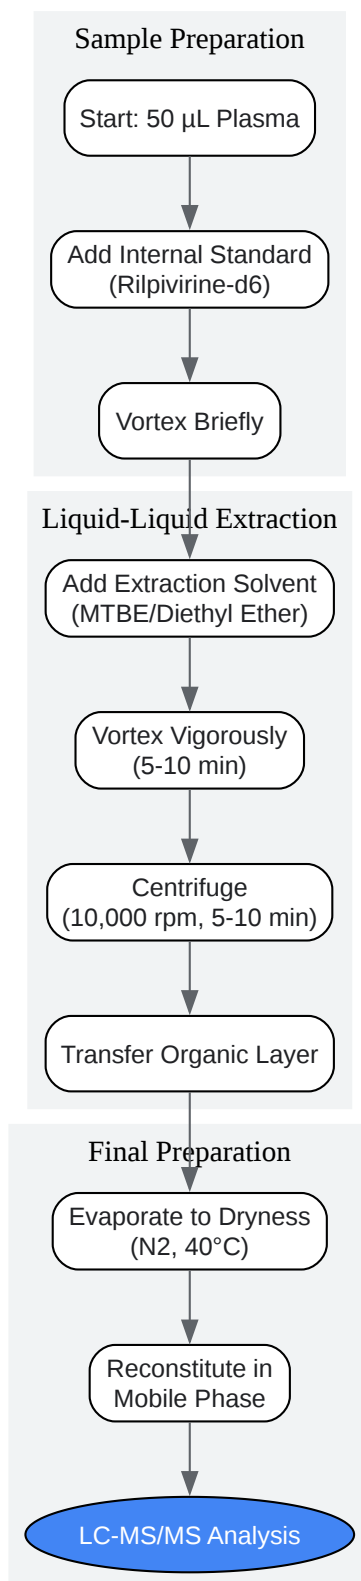 Sample Preparation
Start: 50 µL Plasma
Add Internal Standard
(Rilpivirine-d6)
Vortex Briefly
Liquid-Liquid Extraction
Add Extraction Solvent
(MTBE/Diethyl Ether)
Vortex Vigorously
(5-10 min)
Centrifuge
(10,000 rpm, 5-10 min)
Transfer Organic Layer
Final Preparation
Evaporate to Dryness
(N2, 40°C)
Reconstitute in
Mobile Phase
LC-MS/MS Analysis